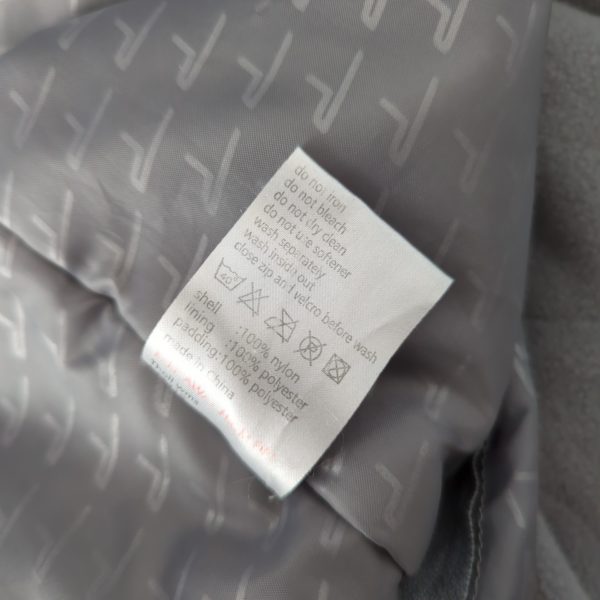 do not iron
do not bleach
do not dry clean
do not use softener
wash separately
wash inside out
close zip and velcro before wash
40
shell :100% nylon
lining :100% polyester
padding:100% polyester
made in China